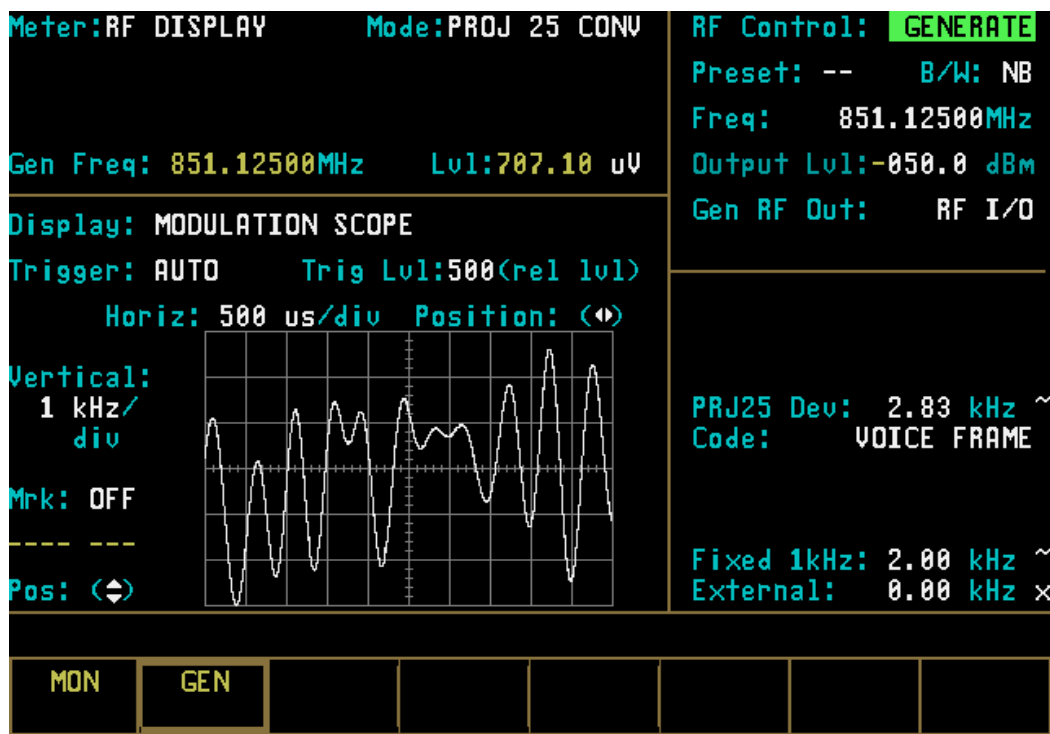 Meter:RF DISPLAY Mode:PROJ 25 CONV
Gen Freq: 851.12500MHz Lvl:707.10 uV
RF Control: GENERATE
Preset: -- B/W: NB
Freq: 851.12500MHz
Output Lvl:-050.0 dBm
Gen RF Out: RF I/O
Display: MODULATION SCOPE
Trigger: AUTO Trig Lvl:500(rel lvl)
Horiz: 500 us/div Position: (◀▶)
Vertical:
1 kHz/
div
Mrk: OFF
---- ---
Pos: (▲▼)
PRJ25 Dev: 2.83 kHz ~
Code: VOICE FRAME
Fixed 1kHz: 2.00 kHz ~
External: 0.00 kHz x
MON GEN